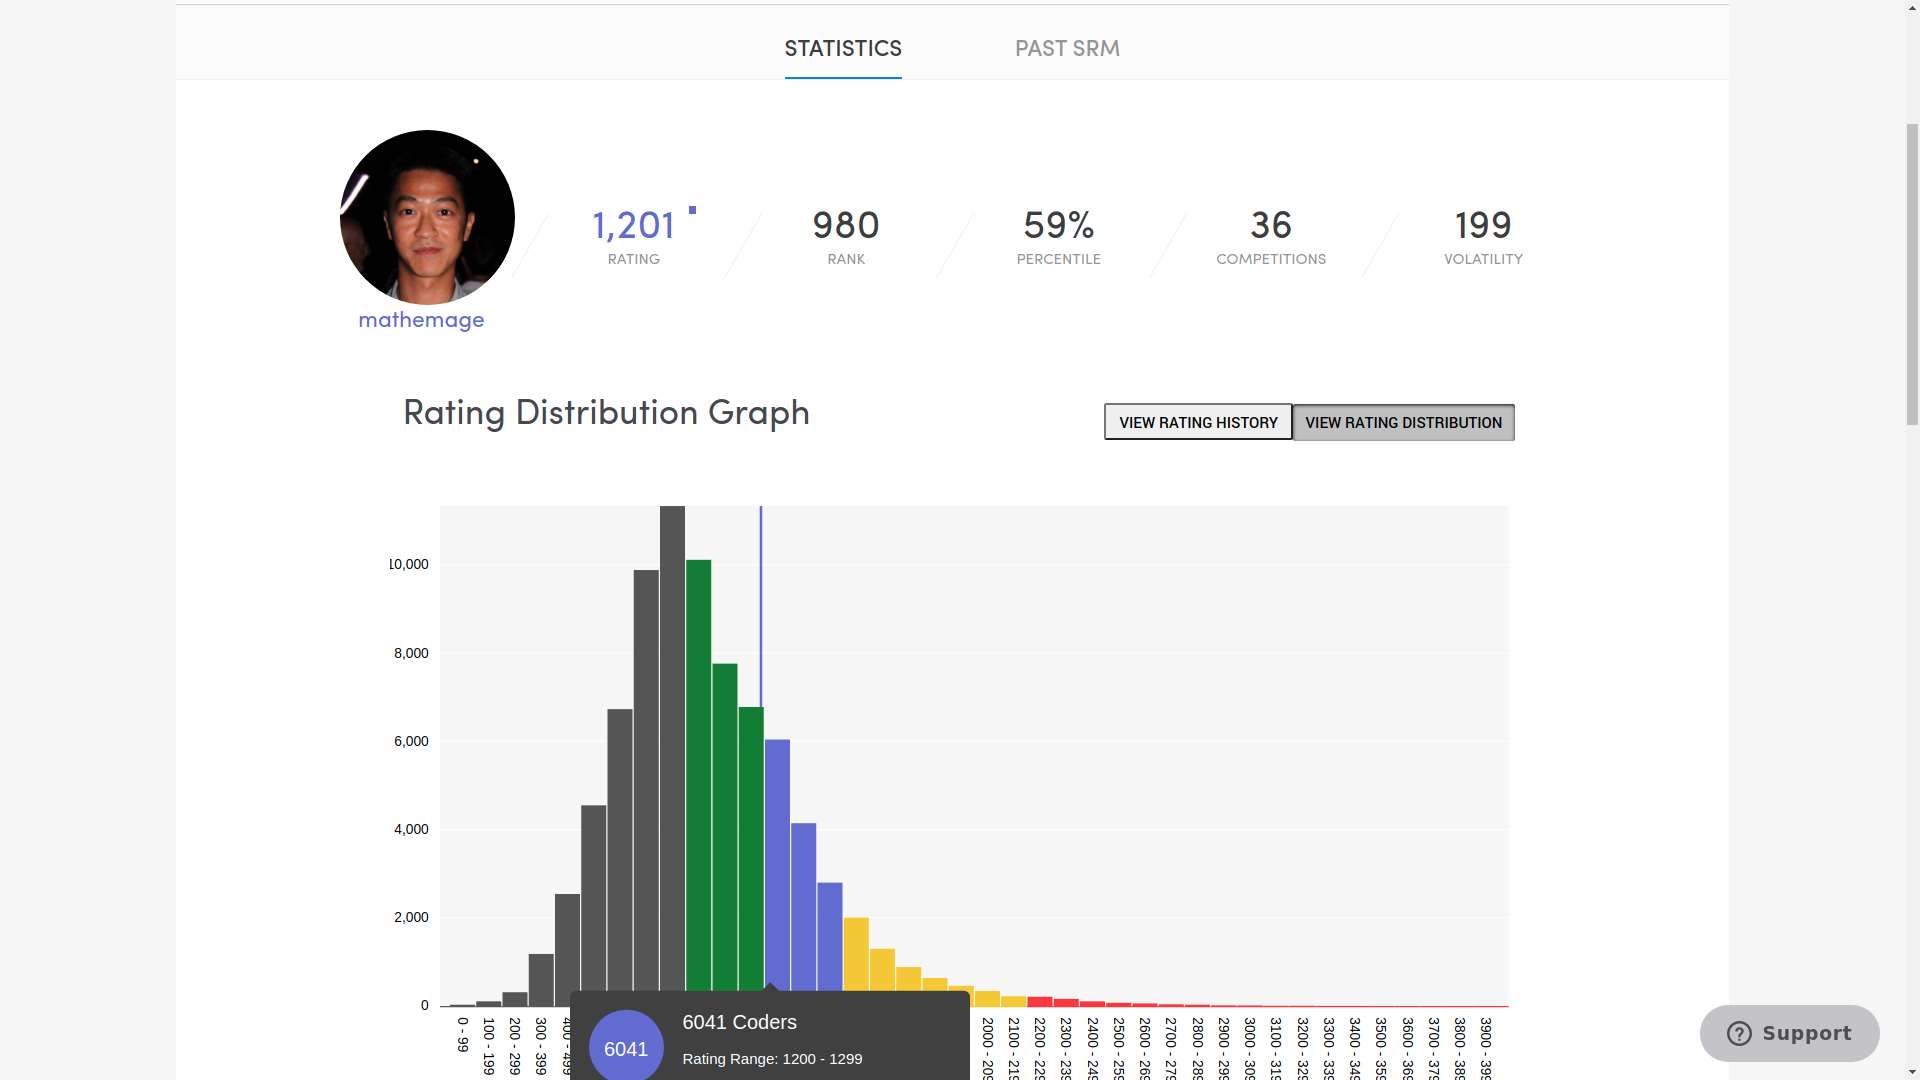 STATISTICS PAST SRM
1,201 980 59% 36 199
RATING RANK PERCENTILE COMPETITIONS VOLATILITY
mathemage
Rating Distribution Graph
VIEW RATING HISTORY VIEW RATING DISTRIBUTION
10,000
8,000
6,000
4,000
2,000
0
0 - 99
100 - 199
200 - 299
300 - 399
400 - 499
2000 - 209
2100 - 219
2200 - 229
2300 - 239
2400 - 249
2500 - 259
2600 - 269
2700 - 279
2800 - 289
2900 - 299
3000 - 309
3100 - 319
3200 - 329
3300 - 339
3400 - 349
3500 - 359
3600 - 369
3700 - 379
3800 - 389
3900 - 399
6041 Coders
6041
Rating Range: 1200 - 1299
Support